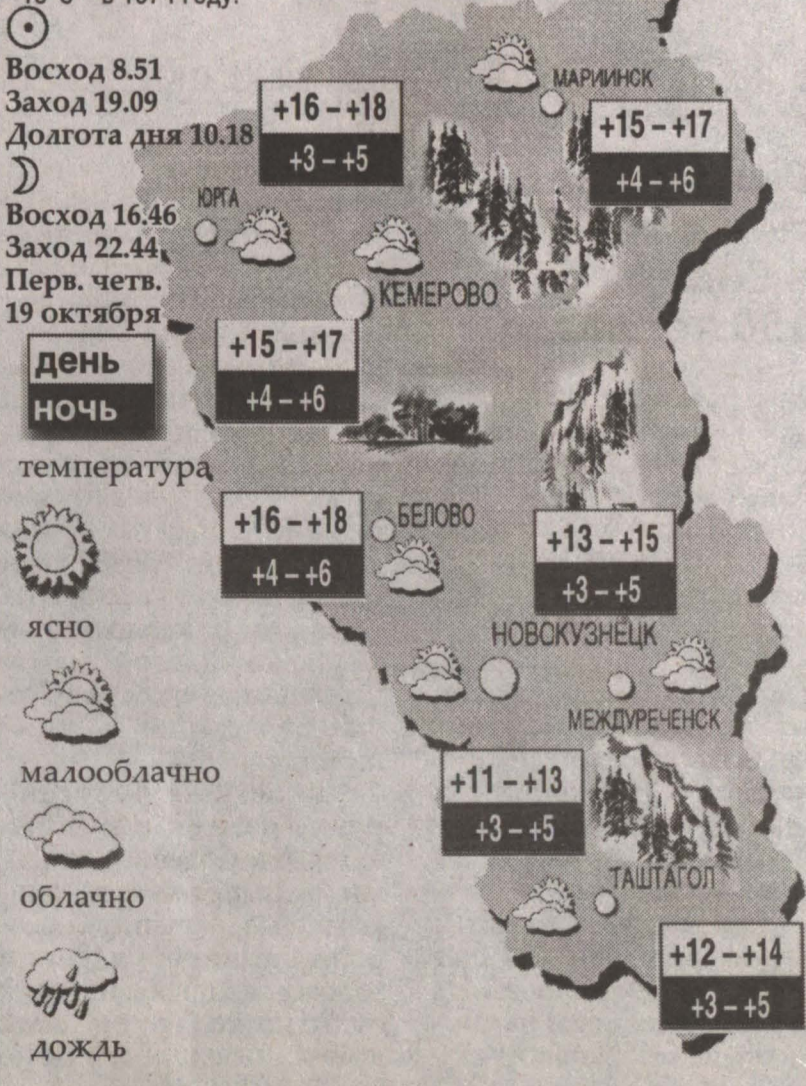 в 1974 году.
Восход 8.51
Заход 19.09
Долгота дня 10.18
Восход 16.46
Заход 22.44
Перв. четв.
19 октября
день
ночь
температура
ясно
малооблачно
облачно
дождь
МАРИИНСК
+16 – +18
+3 – +5
+15 – +17
+4 – +6
ЮРГА
КЕМЕРОВО
+15 – +17
+4 – +6
+16 – +18
+4 – +6
БЕЛОВО
+13 – +15
+3 – +5
НОВОКУЗНЕЦК
МЕЖДУРЕЧЕНСК
+11 – +13
+3 – +5
ТАШТАГОЛ
+12 – +14
+3 – +5